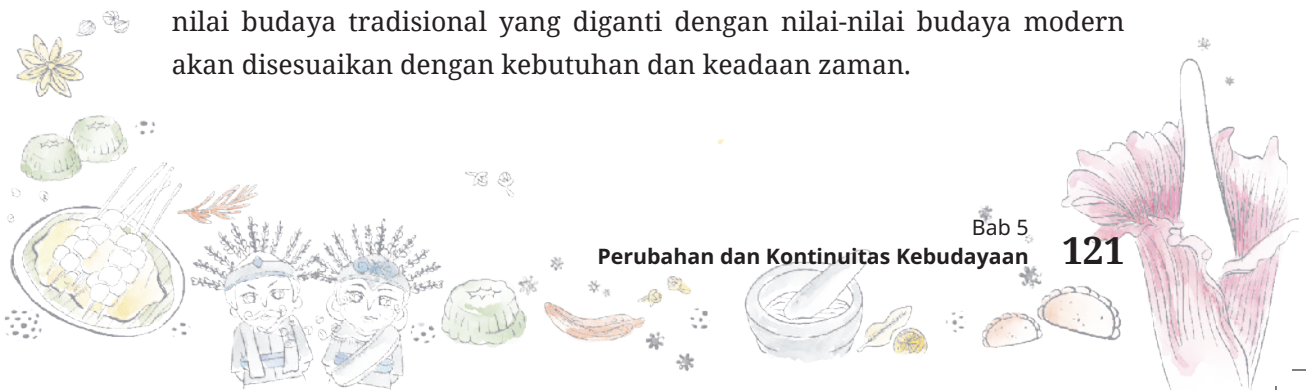 nilai budaya tradisional yang diganti dengan nilai-nilai budaya modern
akan disesuaikan dengan kebutuhan dan keadaan zaman.
Bab 5
Perubahan dan Kontinuitas Kebudayaan
121